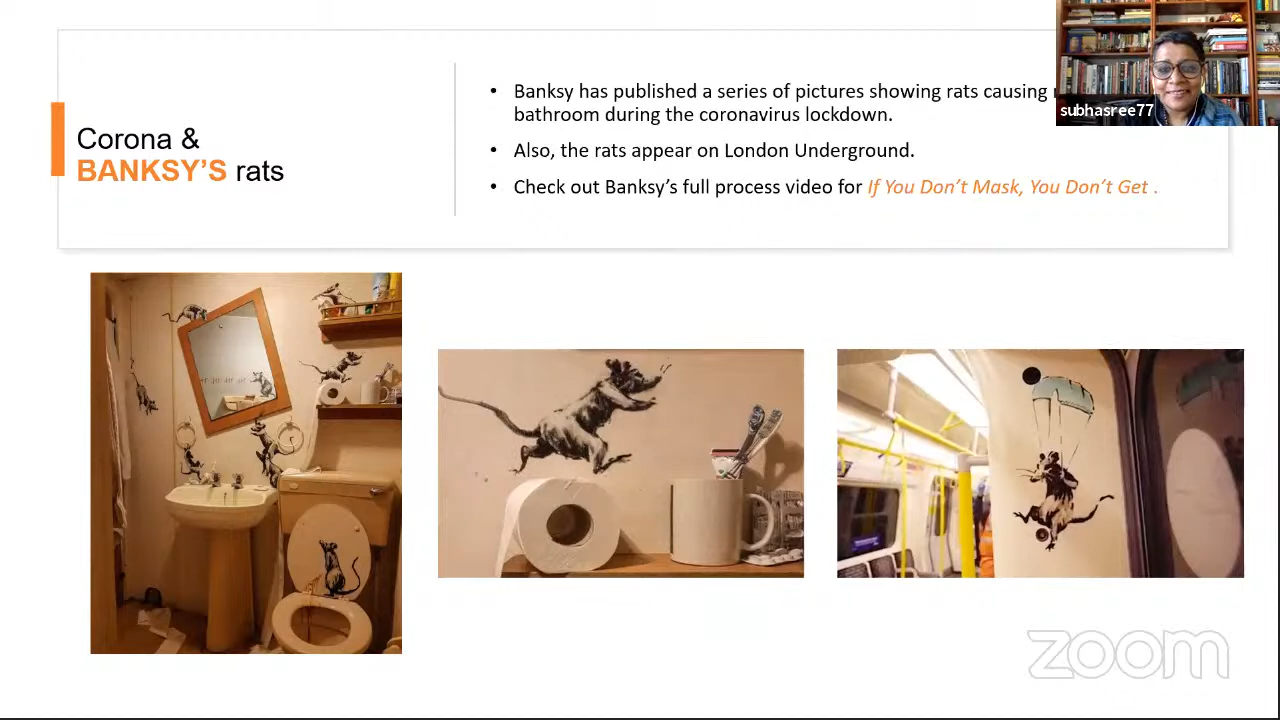 Corona &
BANKSY'S rats
• Banksy has published a series of pictures showing rats causing
bathroom during the coronavirus lockdown.
• Also, the rats appear on London Underground.
• Check out Banksy's full process video for If You Don't Mask, You Don't Get .
subhasree77
zoom